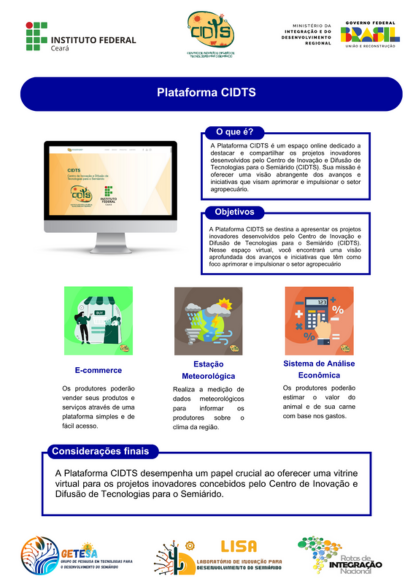 INSTITUTO FEDERAL
Ceará
CIDTS
MINISTÉRIO DA
INTEGRAÇÃO E DO
DESENVOLVIMENTO
REGIONAL
GOVERNO FEDERAL
BRASIL
UNIÃO E RECONSTRUÇÃO
Plataforma CIDTS
O que é?
A Plataforma CIDTS é um espaço online dedicado a
destacar e compartilhar os projetos inovadores
desenvolvidos pelo Centro de Inovação e Difusão de
Tecnologias para o Semiárido (CIDTS). Sua missão é
oferecer uma visão abrangente dos avanços e
iniciativas que visam aprimorar e impulsionar o setor
agropecuário.
CIDTS
INSTITUTO
FEDERAL
Objetivos
A Plataforma CIDTS se destina a apresentar os projetos
inovadores desenvolvidos pelo Centro de Inovação e
Difusão de Tecnologias para o Semiárido (CIDTS).
Nesse espaço virtual, você encontrará uma visão
aprofundada dos avanços e iniciativas que têm como
foco aprimorar e impulsionar o setor agropecuário
E-commerce
Os produtores poderão
vender seus produtos e
serviços através de uma
plataforma simples e de
fácil acesso.
Estação
Meteorológica
Realiza a medição de
dados meteorológicos
para informar os
produtores sobre o
clima da região.
Sistema de Análise
Econômica
Os produtores poderão
estimar o valor do
animal e de sua carne
com base nos gastos.
Considerações finais
A Plataforma CIDTS desempenha um papel crucial ao oferecer uma vitrine
virtual para os projetos inovadores concebidos pelo Centro de Inovação e
Difusão de Tecnologias para o Semiárido.
GETESA
GRUPO DE PESQUISA EM TECNOLOGIAS PARA
O DESENVOLVIMENTO DO SEMIÁRIDO
LISA
LABORATÓRIO DE INOVAÇÃO PARA
DESENVOLVIMENTO DO SEMIÁRIDO
Rotas de
INTEGRAÇÃO
Nacional